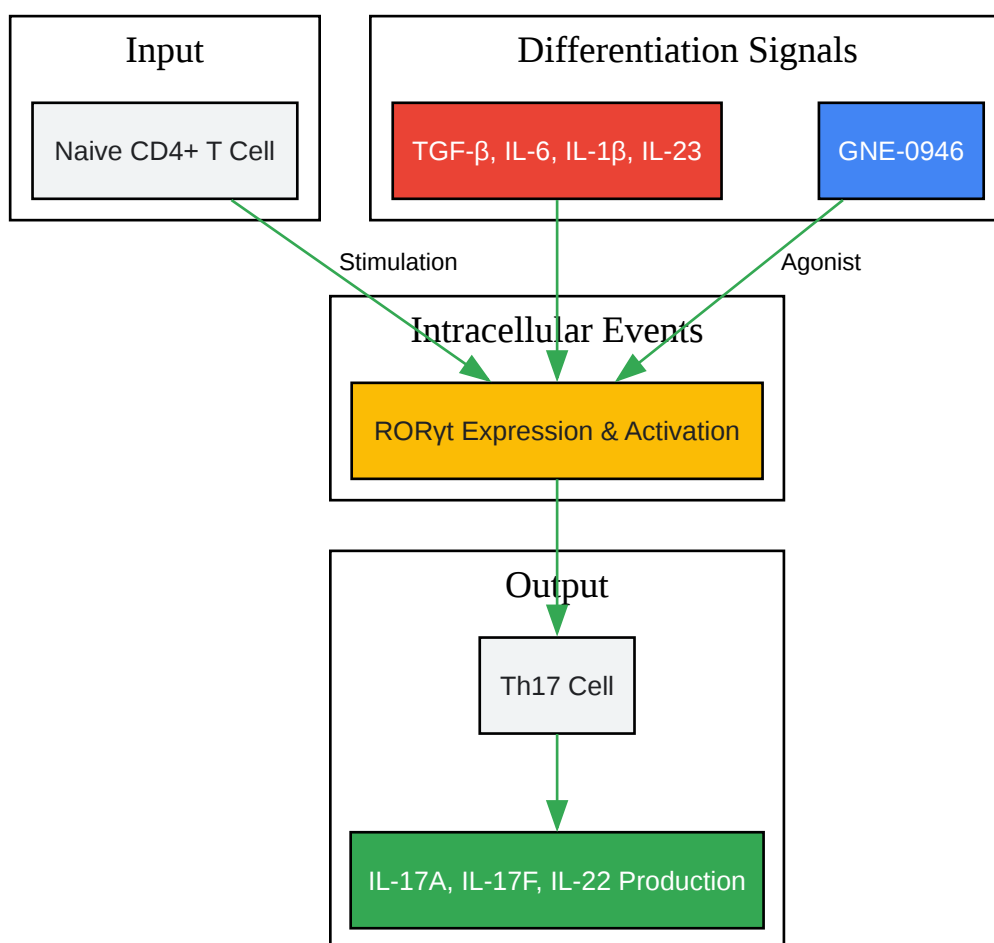 Input
Differentiation Signals
Naive CD4+ T Cell
TGF-β, IL-6, IL-1β, IL-23
GNE-0946
Stimulation
Agonist
Intracellular Events
RORγt Expression & Activation
Output
Th17 Cell
IL-17A, IL-17F, IL-22 Production